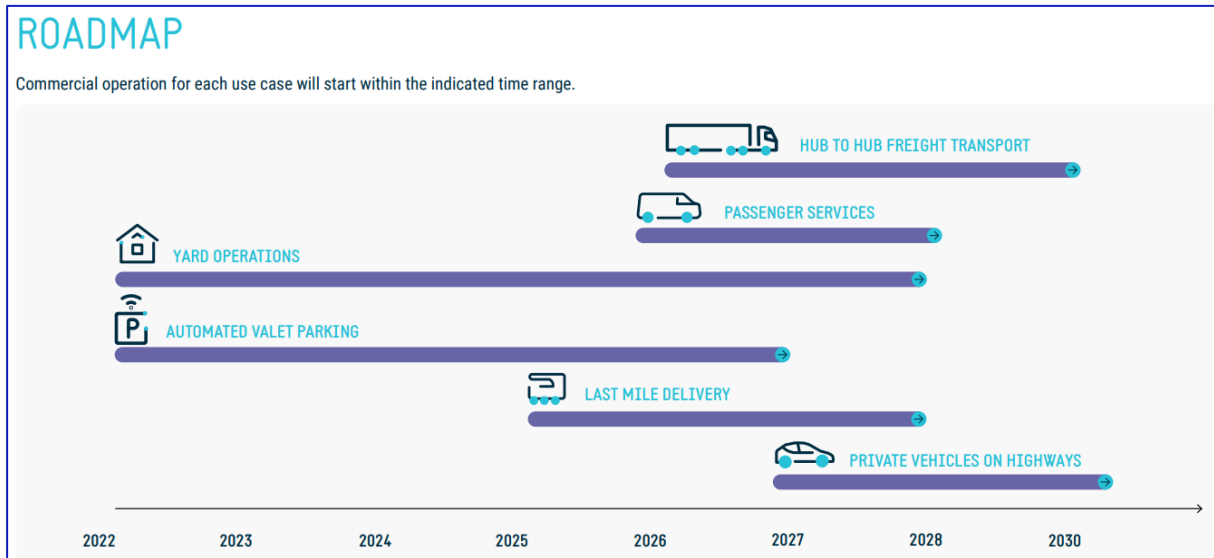 ROADMAP
Commercial operation for each use case will start within the indicated time range.
HUB TO HUB FREIGHT TRANSPORT
PASSENGER SERVICES
YARD OPERATIONS
P
AUTOMATED VALET PARKING
LAST MILE DELIVERY
PRIVATE VEHICLES ON HIGHWAYS
2022 2023 2024 2025 2026 2027 2028 2030